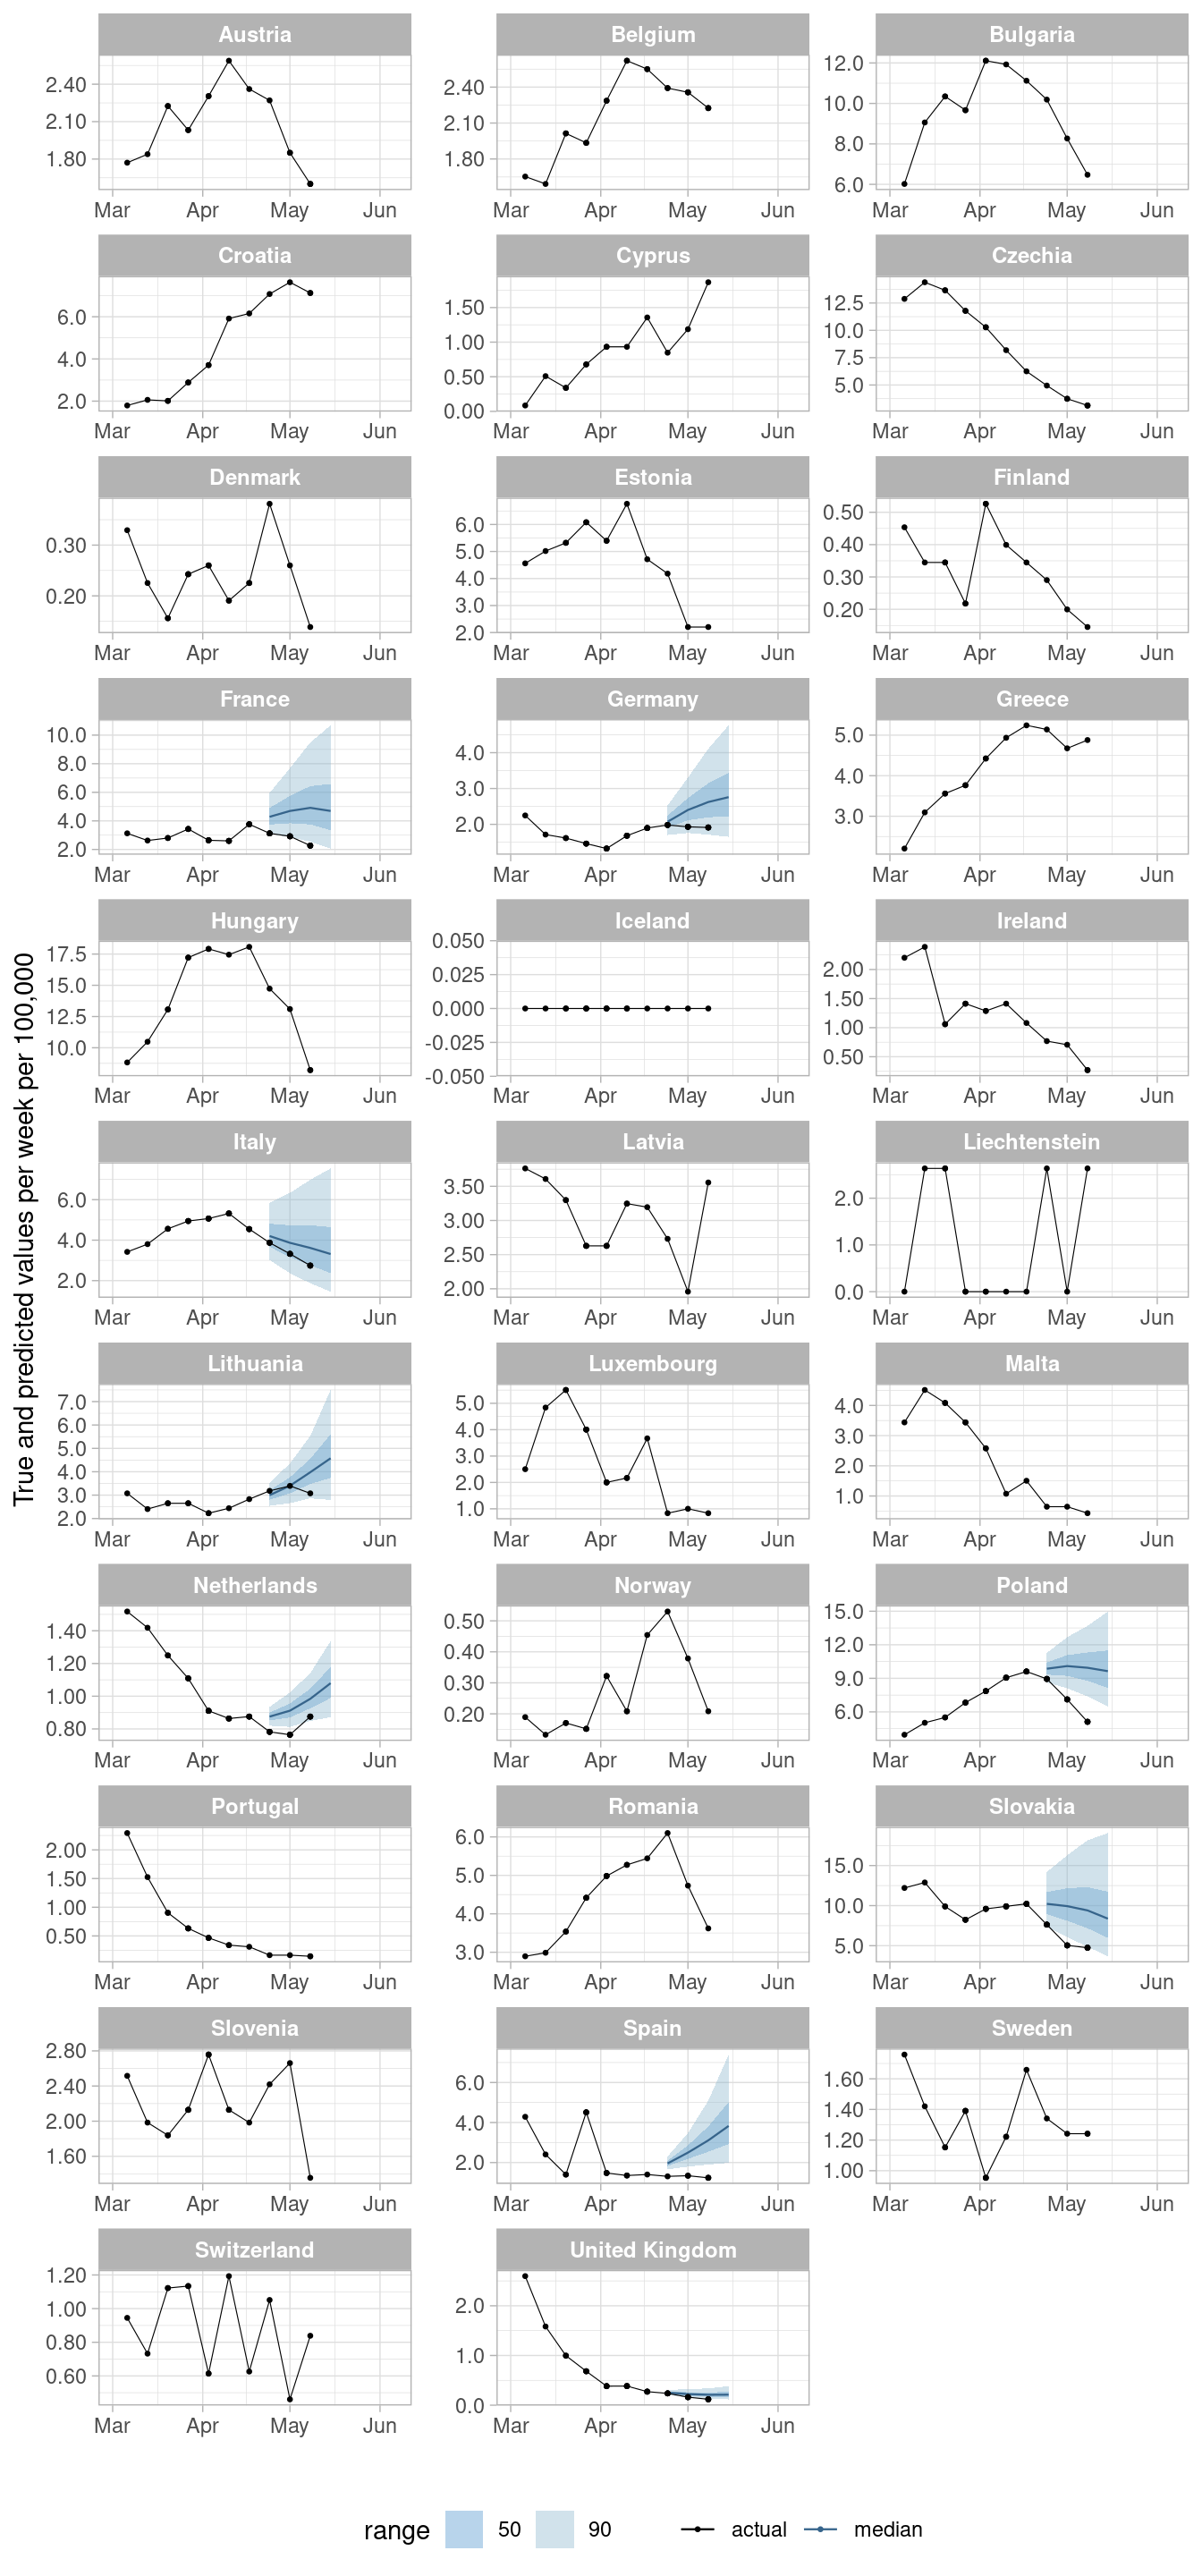 True and predicted values per week per 100,000
Austria
2.40
2.10
1.80
Mar Apr May Jun
Belgium
2.40
2.10
1.80
Mar Apr May Jun
Bulgaria
12.0
10.0
8.0
6.0
Mar Apr May Jun
Croatia
6.0
4.0
2.0
Mar Apr May Jun
Cyprus
1.50
1.00
0.50
0.00
Mar Apr May Jun
Czechia
12.5
10.0
7.5
5.0
Mar Apr May Jun
Denmark
0.30
0.20
Mar Apr May Jun
Estonia
6.0
5.0
4.0
3.0
2.0
Mar Apr May Jun
Finland
0.50
0.40
0.30
0.20
Mar Apr May Jun
France
10.0
8.0
6.0
4.0
2.0
Mar Apr May Jun
Germany
4.0
3.0
2.0
Mar Apr May Jun
Greece
5.0
4.0
3.0
Mar Apr May Jun
Hungary
17.5
15.0
12.5
10.0
Mar Apr May Jun
Iceland
0.050
0.025
0.000
-0.025
-0.050
Mar Apr May Jun
Ireland
2.00
1.50
1.00
0.50
Mar Apr May Jun
Italy
6.0
4.0
2.0
Mar Apr May Jun
Latvia
3.50
3.00
2.50
2.00
Mar Apr May Jun
Liechtenstein
2.0
1.0
0.0
Mar Apr May Jun
Lithuania
7.0
6.0
5.0
4.0
3.0
2.0
Mar Apr May Jun
Luxembourg
5.0
4.0
3.0
2.0
1.0
Mar Apr May Jun
Malta
4.0
3.0
2.0
1.0
Mar Apr May Jun
Netherlands
1.40
1.20
1.00
0.80
Mar Apr May Jun
Norway
0.50
0.40
0.30
0.20
Mar Apr May Jun
Poland
15.0
12.0
9.0
6.0
Mar Apr May Jun
Portugal
2.00
1.50
1.00
0.50
Mar Apr May Jun
Romania
6.0
5.0
4.0
3.0
Mar Apr May Jun
Slovakia
15.0
10.0
5.0
Mar Apr May Jun
Slovenia
2.80
2.40
2.00
1.60
Mar Apr May Jun
Spain
6.0
4.0
2.0
Mar Apr May Jun
Sweden
1.60
1.40
1.20
1.00
Mar Apr May Jun
Switzerland
1.20
1.00
0.80
0.60
Mar Apr May Jun
United Kingdom
2.0
1.0
0.0
Mar Apr May Jun
range 50 90 actual median